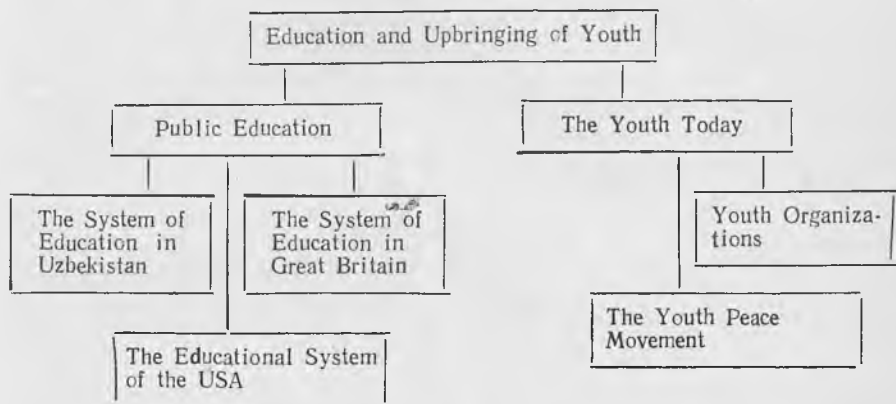 Education and Upbringing of Youth
Public Education
The Youth Today
The System of
Education in
Uzbekistan
The System of
Education in
Great Britain
Youth Organiza-
tions
The Educational System
of the USA
The Youth Peace
Movement